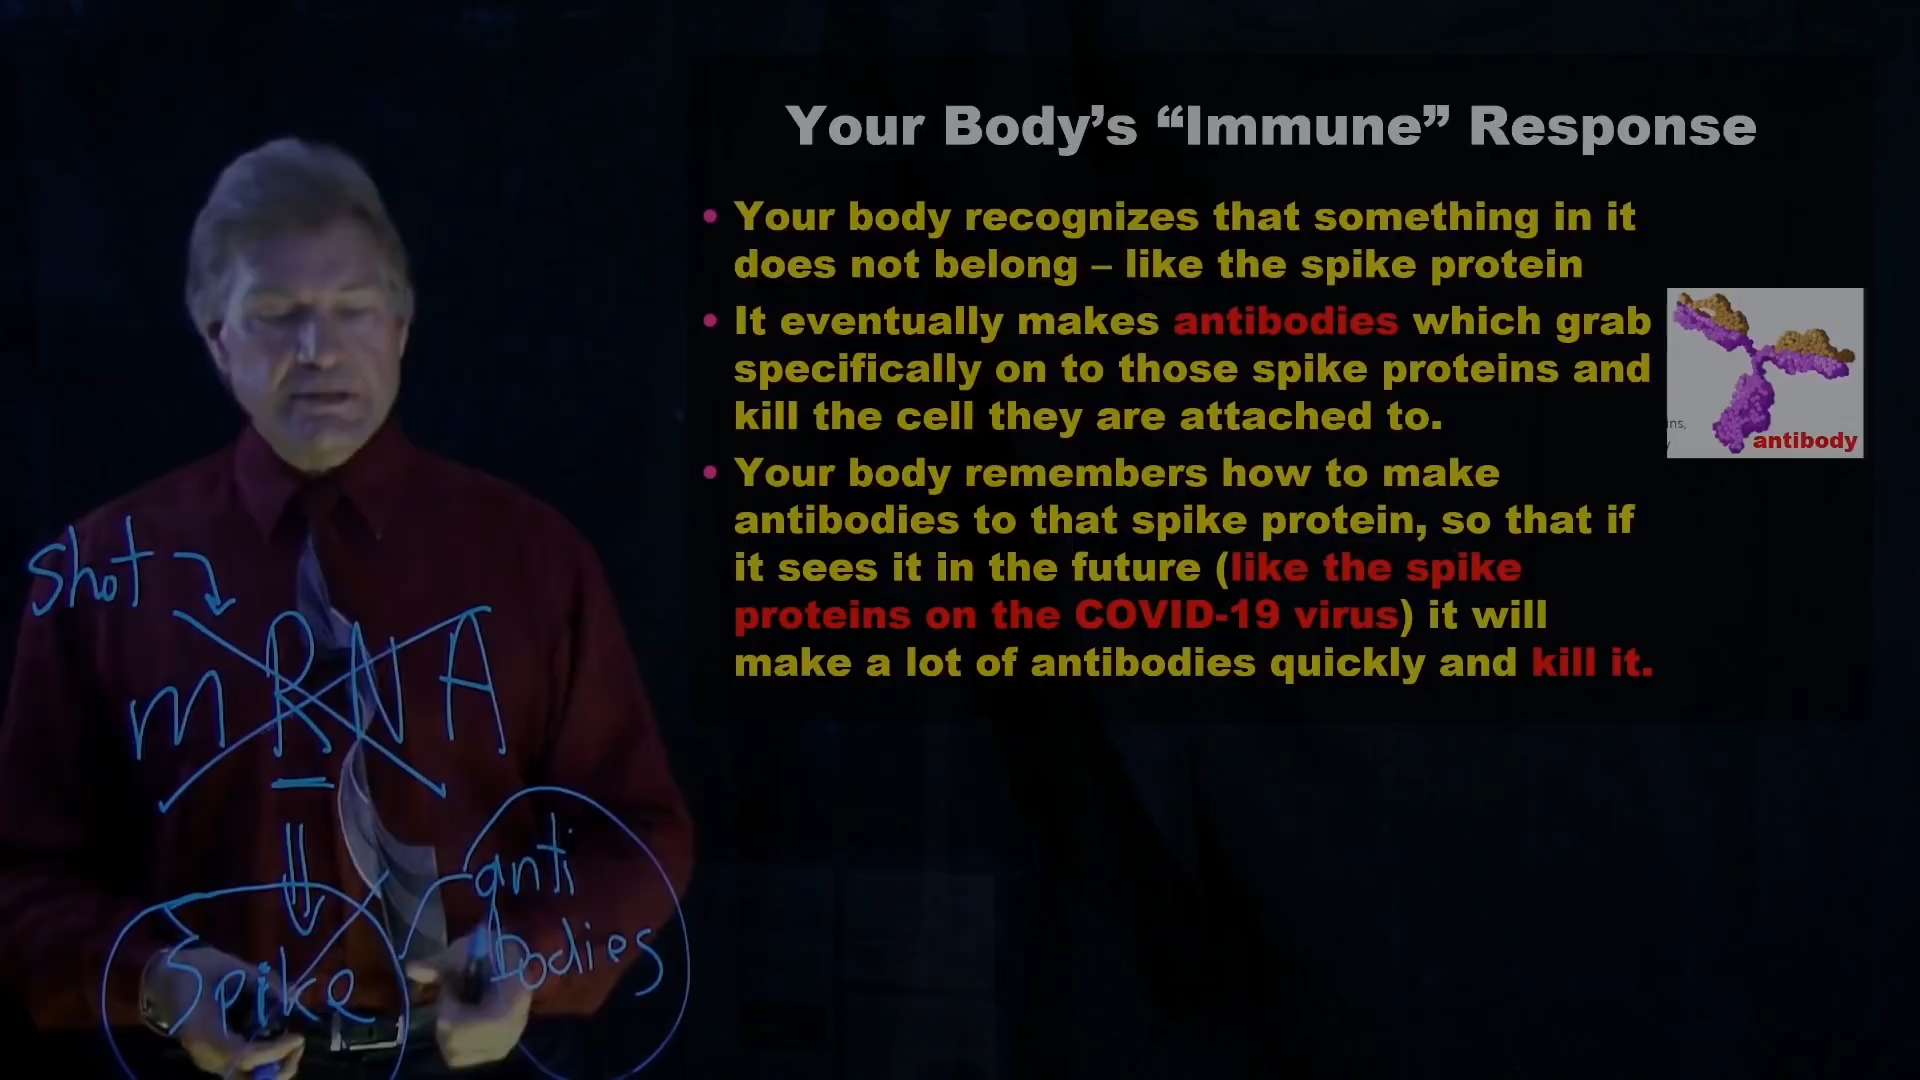 Your Body’s “Immune” Response
• Your body recognizes that something in it
does not belong – like the spike protein
• It eventually makes antibodies which grab
specifically on to those spike proteins and
kill the cell they are attached to.
• Your body remembers how to make
antibodies to that spike protein, so that if
it sees it in the future (like the spike
proteins on the COVID-19 virus) it will
make a lot of antibodies quickly and kill it.
ins,
y
antibody
Shot
mRNA
Spike
anti
bodies